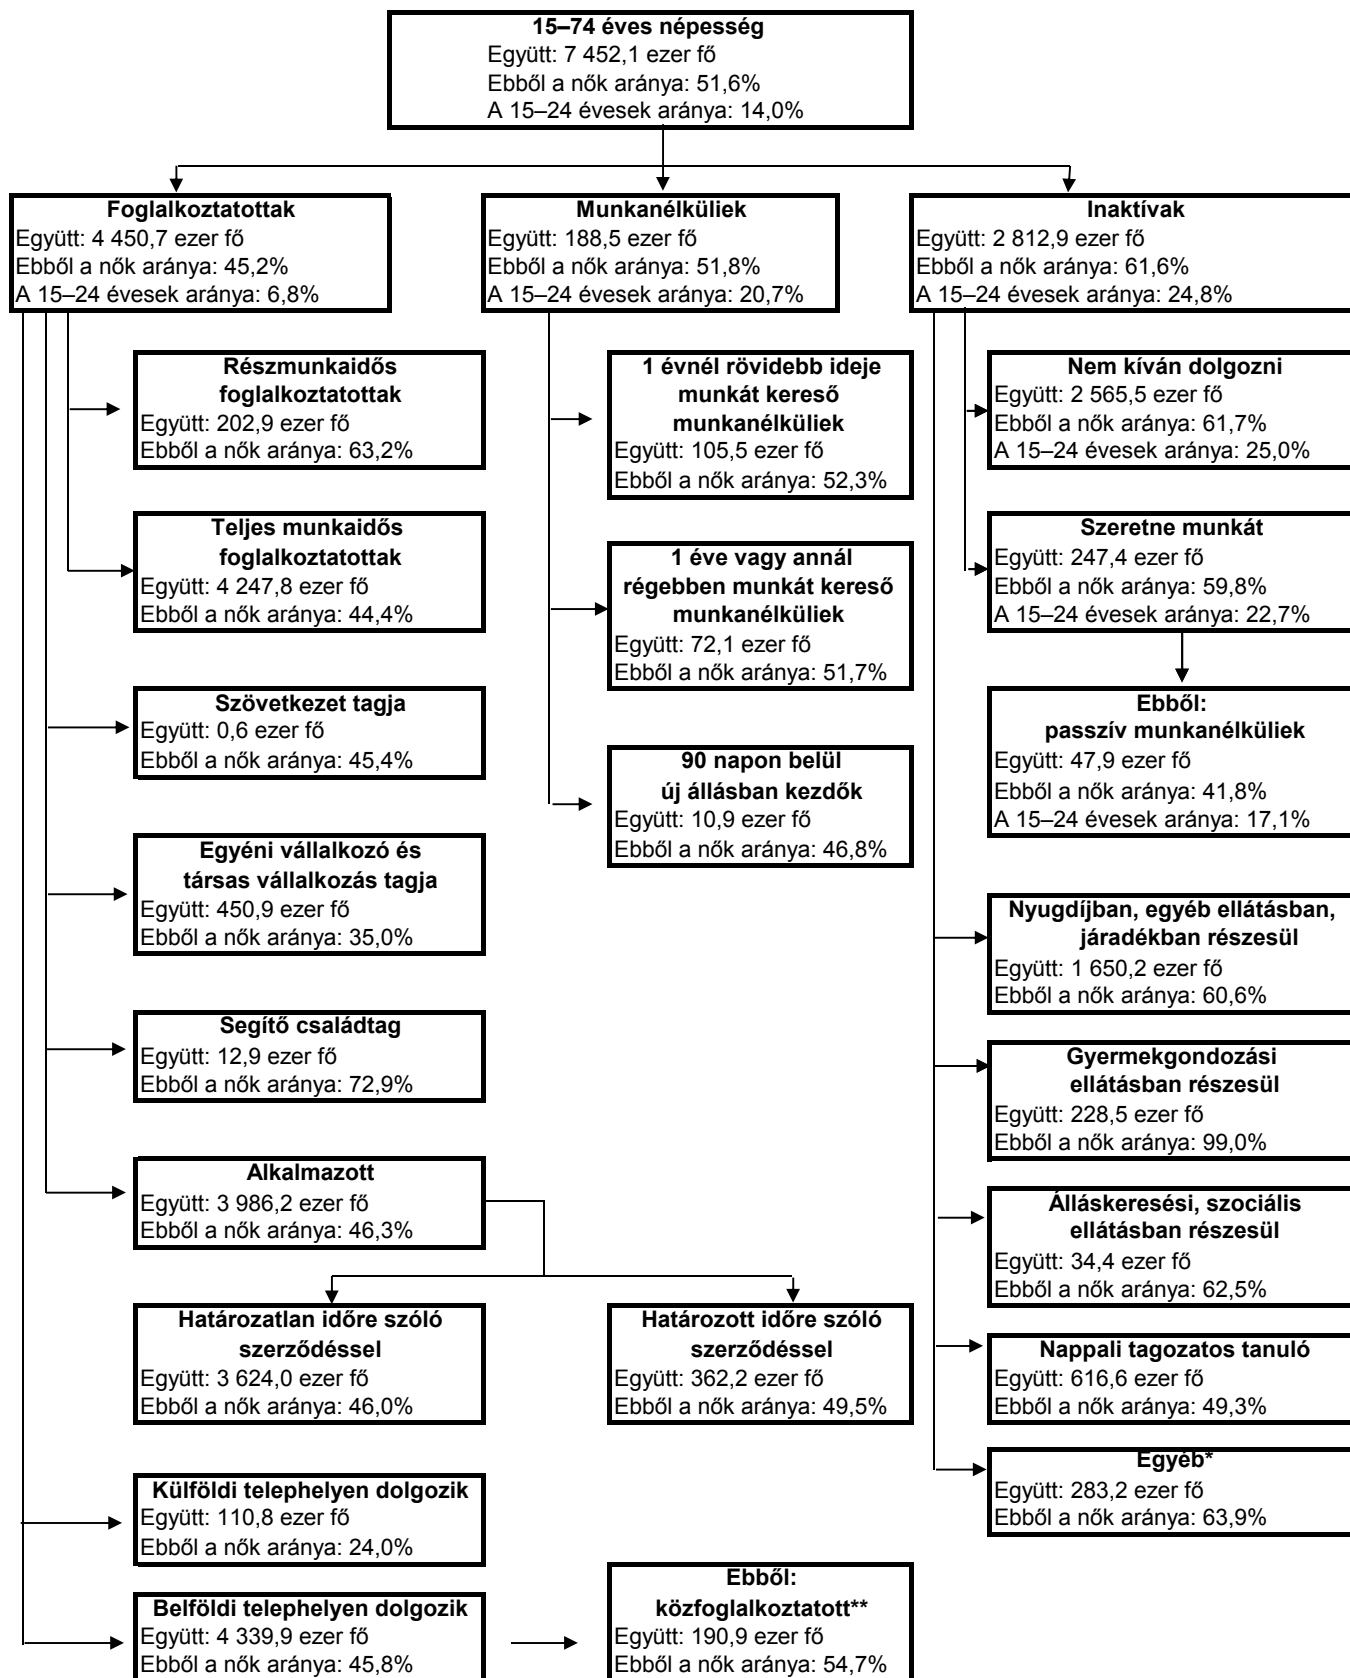 15–74 éves népesség
Együtt: 7 452,1 ezer fő
Ebből a nők aránya: 51,6%
A 15–24 évesek aránya: 14,0%
Foglalkoztatottak
Együtt: 4 450,7 ezer fő
Ebből a nők aránya: 45,2%
A 15–24 évesek aránya: 6,8%
Munkanélküliek
Együtt: 188,5 ezer fő
Ebből a nők aránya: 51,8%
A 15–24 évesek aránya: 20,7%
Inaktívak
Együtt: 2 812,9 ezer fő
Ebből a nők aránya: 61,6%
A 15–24 évesek aránya: 24,8%
Részmunkaidős
foglalkoztatottak
Együtt: 202,9 ezer fő
Ebből a nők aránya: 63,2%
Teljes munkaidős
foglalkoztatottak
Együtt: 4 247,8 ezer fő
Ebből a nők aránya: 44,4%
Szövetkezet tagja
Együtt: 0,6 ezer fő
Ebből a nők aránya: 45,4%
Egyéni vállalkozó és
társas vállalkozás tagja
Együtt: 450,9 ezer fő
Ebből a nők aránya: 35,0%
Segítő családtag
Együtt: 12,9 ezer fő
Ebből a nők aránya: 72,9%
Alkalmazott
Együtt: 3 986,2 ezer fő
Ebből a nők aránya: 46,3%
Határozatlan időre szóló
szerződéssel
Együtt: 3 624,0 ezer fő
Ebből a nők aránya: 46,0%
Határozott időre szóló
szerződéssel
Együtt: 362,2 ezer fő
Ebből a nők aránya: 49,5%
Külföldi telephelyen dolgozik
Együtt: 110,8 ezer fő
Ebből a nők aránya: 24,0%
Belföldi telephelyen dolgozik
Együtt: 4 339,9 ezer fő
Ebből a nők aránya: 45,8%
Ebből:
közfoglalkoztatott**
Együtt: 190,9 ezer fő
Ebből a nők aránya: 54,7%
1 évnél rövidebb ideje
munkát kereső
munkanélküliek
Együtt: 105,5 ezer fő
Ebből a nők aránya: 52,3%
1 éve vagy annál
régebben munkát kereső
munkanélküliek
Együtt: 72,1 ezer fő
Ebből a nők aránya: 51,7%
90 napon belül
új állásban kezdők
Együtt: 10,9 ezer fő
Ebből a nők aránya: 46,8%
Nem kíván dolgozni
Együtt: 2 565,5 ezer fő
Ebből a nők aránya: 61,7%
A 15–24 évesek aránya: 25,0%
Szeretne munkát
Együtt: 247,4 ezer fő
Ebből a nők aránya: 59,8%
A 15–24 évesek aránya: 22,7%
Ebből:
passzív munkanélküliek
Együtt: 47,9 ezer fő
Ebből a nők aránya: 41,8%
A 15–24 évesek aránya: 17,1%
Nyugdíjban, egyéb ellátásban,
járadékban részesül
Együtt: 1 650,2 ezer fő
Ebből a nők aránya: 60,6%
Gyermekgondozási
ellátásban részesül
Együtt: 228,5 ezer fő
Ebből a nők aránya: 99,0%
Álláskeresési, szociális
ellátásban részesül
Együtt: 34,4 ezer fő
Ebből a nők aránya: 62,5%
Nappali tagozatos tanuló
Együtt: 616,6 ezer fő
Ebből a nők aránya: 49,3%
Egyéb*
Együtt: 283,2 ezer fő
Ebből a nők aránya: 63,9%